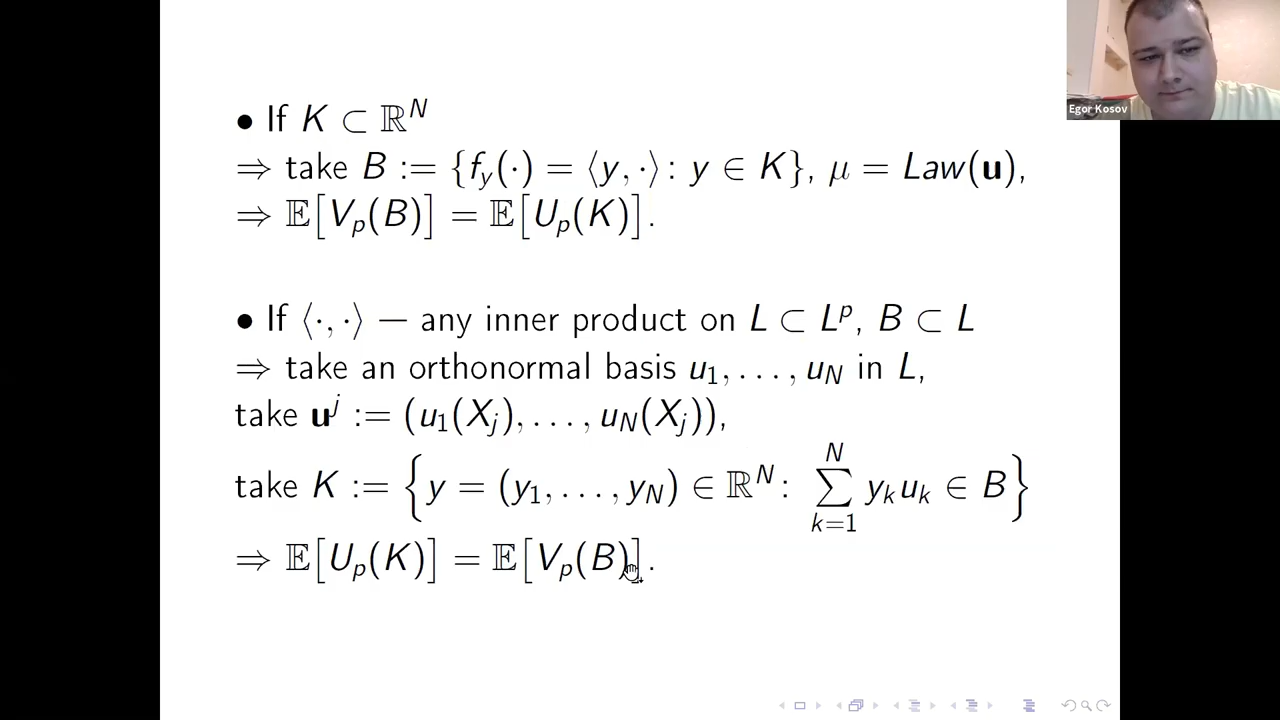 • If K ⊂ ℝ^N
⇒ take B := {f_y(·) = ⟨y, ·⟩: y ∈ K}, μ = Law(𝐮),
⇒ 𝔼[V_p(B)] = 𝔼[U_p(K)].
• If ⟨·, ·⟩ — any inner product on L ⊂ L^p, B ⊂ L
⇒ take an orthonormal basis u_1, . . . , u_N in L,
take 𝐮^j := (u_1(X_j), . . . , u_N(X_j)),
take K := {y = (y_1, . . . , y_N) ∈ ℝ^N : ∑_{k=1}^N y_k u_k ∈ B}
⇒ 𝔼[U_p(K)] = 𝔼[V_p(B)].
Egor Kosov